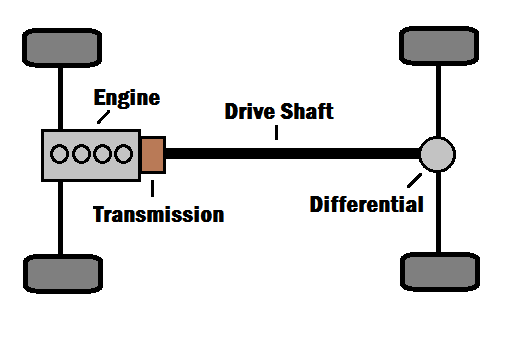 Engine
Drive Shaft
Transmission
Differential